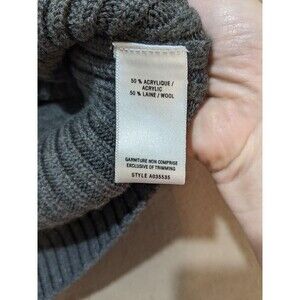 50 % ACRYLIQUE /
ACRYLIC
50 % LAINE / WOOL
GARNITURE NON COMPRISE
EXCLUSIVE OF TRIMMING
STYLE A035535